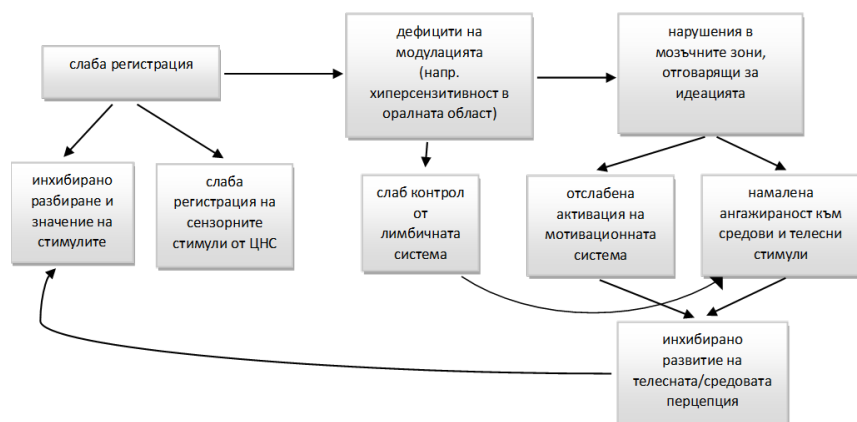 слаба регистрация
дефицити на
модулацията
(напр.
хиперсензитивност в
оралната област)
нарушения в
мозъчните зони,
отговарящи за
идеацията
инхибирано
разбиране и
значение на
стимулите
слаба
регистрация на
сензорните
стимули от ЦНС
слаб контрол
от
лимбичната
система
отслабена
активация на
мотивационната
система
намалена
ангажираност към
средови и телесни
стимули
инхибирано
развитие на
телесната/средовата
перцепция